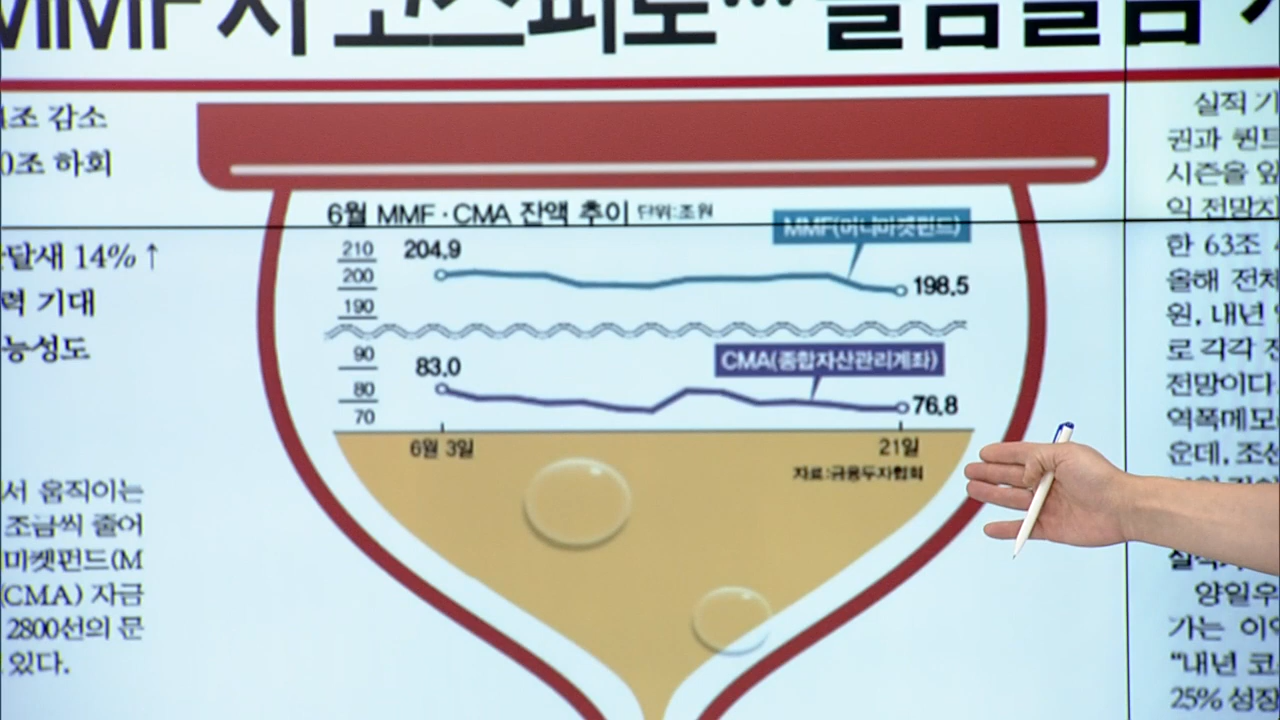 MMF서 코스피로…
조 감소
0조 하회
달새 14%↑
력 기대
능성도
서 움직이는
조금씩 줄어
마켓펀드(M
(CMA) 자금
2800선의 문
있다.
6월 MMF·CMA 잔액 추이 단위:조원
MMF(머니마켓펀드)
210
204.9
200
198.5
190
90
CMA(종합자산관리계좌)
83.0
80
76.8
70
6월 3일
21일
자료:금융투자협회
실적 기
권과 퀀트
시즌을 앞
익 전망치
한 63조
올해 전체
원, 내년
로 각각 전
전망이다
역폭메모
운데, 조선
양일우
가는 이
“내년 코
25% 성장